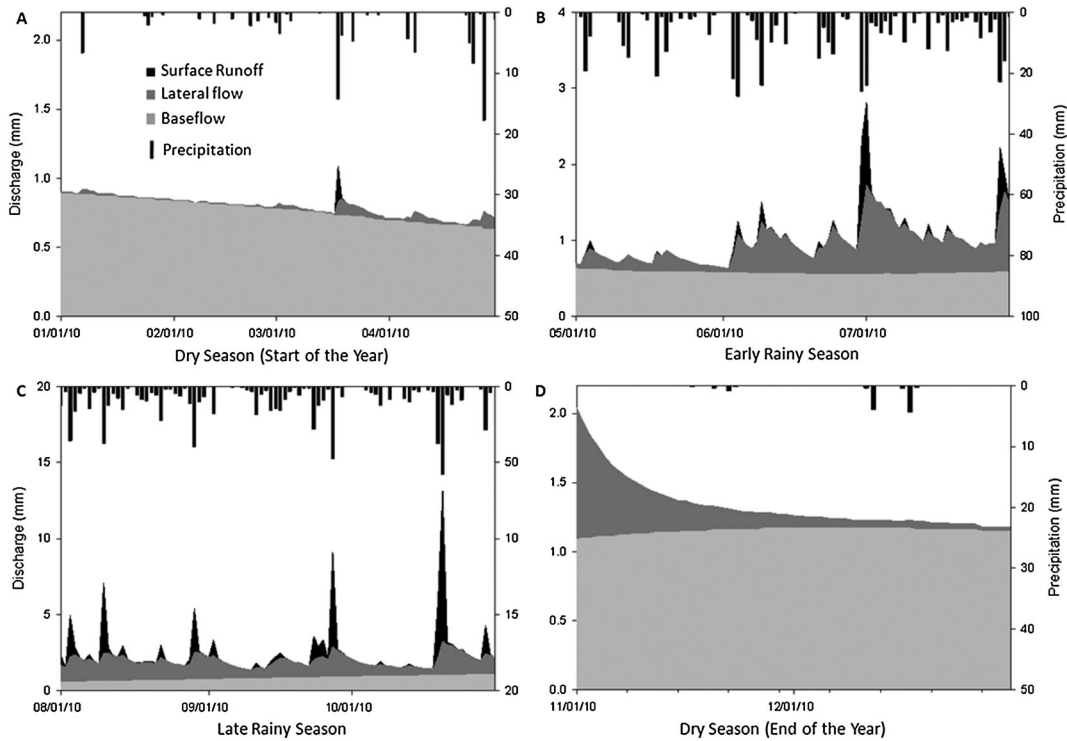 A
Discharge (mm)
2.0
1.5
1.0
0.5
0.0
Surface Runoff
Lateral flow
Baseflow
Precipitation
0
10
20
30
40
50
01/01/10 02/01/10 03/01/10 04/01/10
Dry Season (Start of the Year)
B
4
3
2
1
0
0
20
40
60
80
100
Precipitation (mm)
05/01/10 06/01/10 07/01/10
Early Rainy Season
C
Discharge (mm)
20
15
10
5
0
0
50
10
15
20
08/01/10 09/01/10 10/01/10
Late Rainy Season
D
2.0
1.5
1.0
0.5
0.0
0
10
20
30
40
50
Precipitation (mm)
11/01/10 12/01/10
Dry Season (End of the Year)